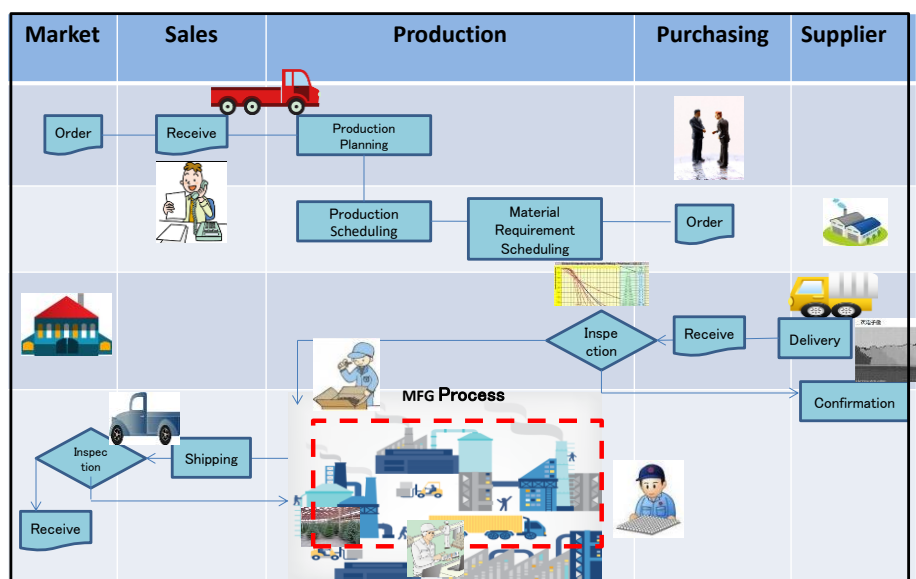 Market
Sales
Production
Purchasing
Supplier
Order
Receive
Production
Planning
Production
Scheduling
Material
Requirement
Scheduling
Order
Inspe
ction
Receive
Delivery
Confirmation
MFG Process
Inspec
tion
Shipping
Receive